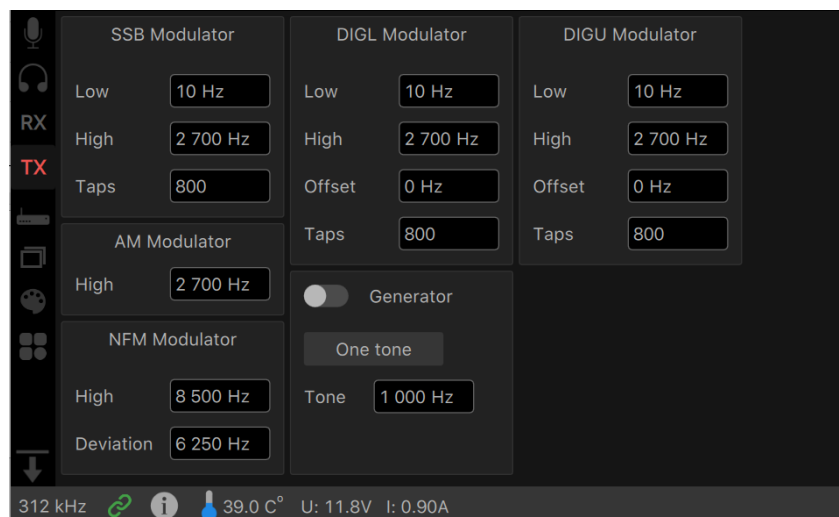 SSB Modulator
Low 10 Hz
High 2 700 Hz
Taps 800
DIGL Modulator
Low 10 Hz
High 2 700 Hz
Offset 0 Hz
Taps 800
DIGU Modulator
Low 10 Hz
High 2 700 Hz
Offset 0 Hz
Taps 800
RX
TX
AM Modulator
High 2 700 Hz
NFM Modulator
High 8 500 Hz
Deviation 6 250 Hz
Generator
One tone
Tone 1 000 Hz
312 kHz i 39.0 C° U: 11.8V I: 0.90A